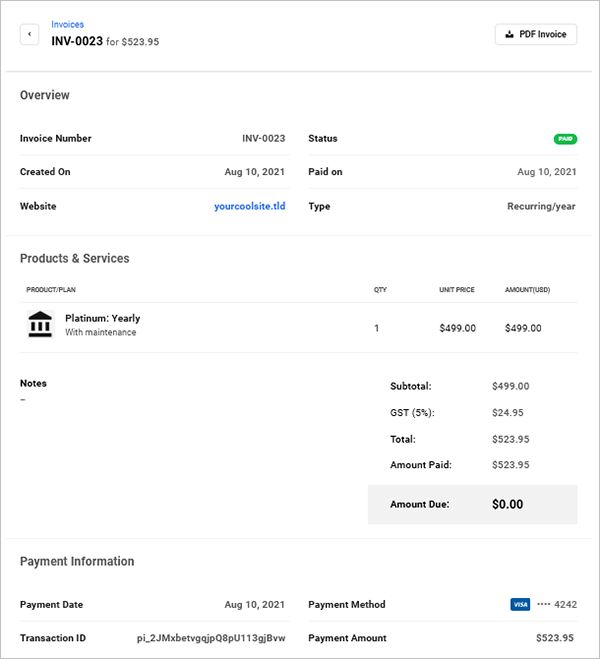 Invoices
INV-0023 for $523.95
PDF Invoice
Overview
Invoice Number INV-0023 Status PAID
Created On Aug 10, 2021 Paid on Aug 10, 2021
Website yourcoolsite.tld Type Recurring/year
Products & Services
PRODUCT/PLAN QTY UNIT PRICE AMOUNT(USD)
Platinum: Yearly
With maintenance
1 $499.00 $499.00
Notes
–
Subtotal: $499.00
GST (5%): $24.95
Total: $523.95
Amount Paid: $523.95
Amount Due: $0.00
Payment Information
Payment Date Aug 10, 2021 Payment Method VISA •••• 4242
Transaction ID pi_2JMxbetvgqjpQ8pU113gjBvw Payment Amount $523.95